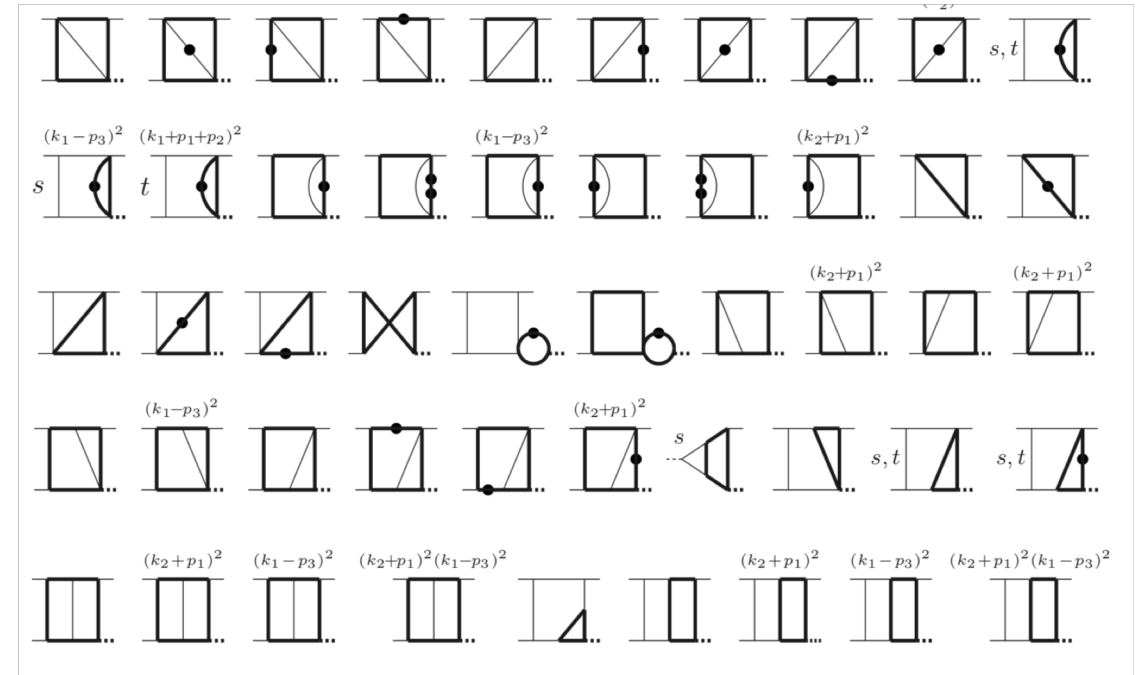 s, t
(k₁ − p₃)² (k₁+p₁+p₂)² (k₁−p₃)² (k₂+p₁)²
s t
(k₂+p₁)² (k₂ + p₁)²
(k₁−p₃)² (k₂+p₁)²
s s, t s, t
(k₂ + p₁)² (k₁ − p₃)² (k₂+p₁)² (k₁−p₃)² (k₂+p₁)² (k₁−p₃)² (k₂+p₁)² (k₁−p₃)²